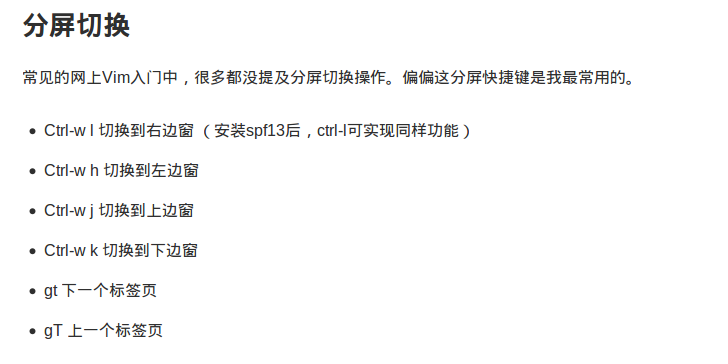 分屏切换
常见的网上Vim入门中，很多都没提及分屏切换操作。偏偏这分屏快捷键是我最常用的。
Ctrl-w l 切换到右边窗 （安装spf13后，ctrl-l可实现同样功能）
Ctrl-w h 切换到左边窗
Ctrl-w j 切换到上边窗
Ctrl-w k 切换到下边窗
gt 下一个标签页
gT 上一个标签页